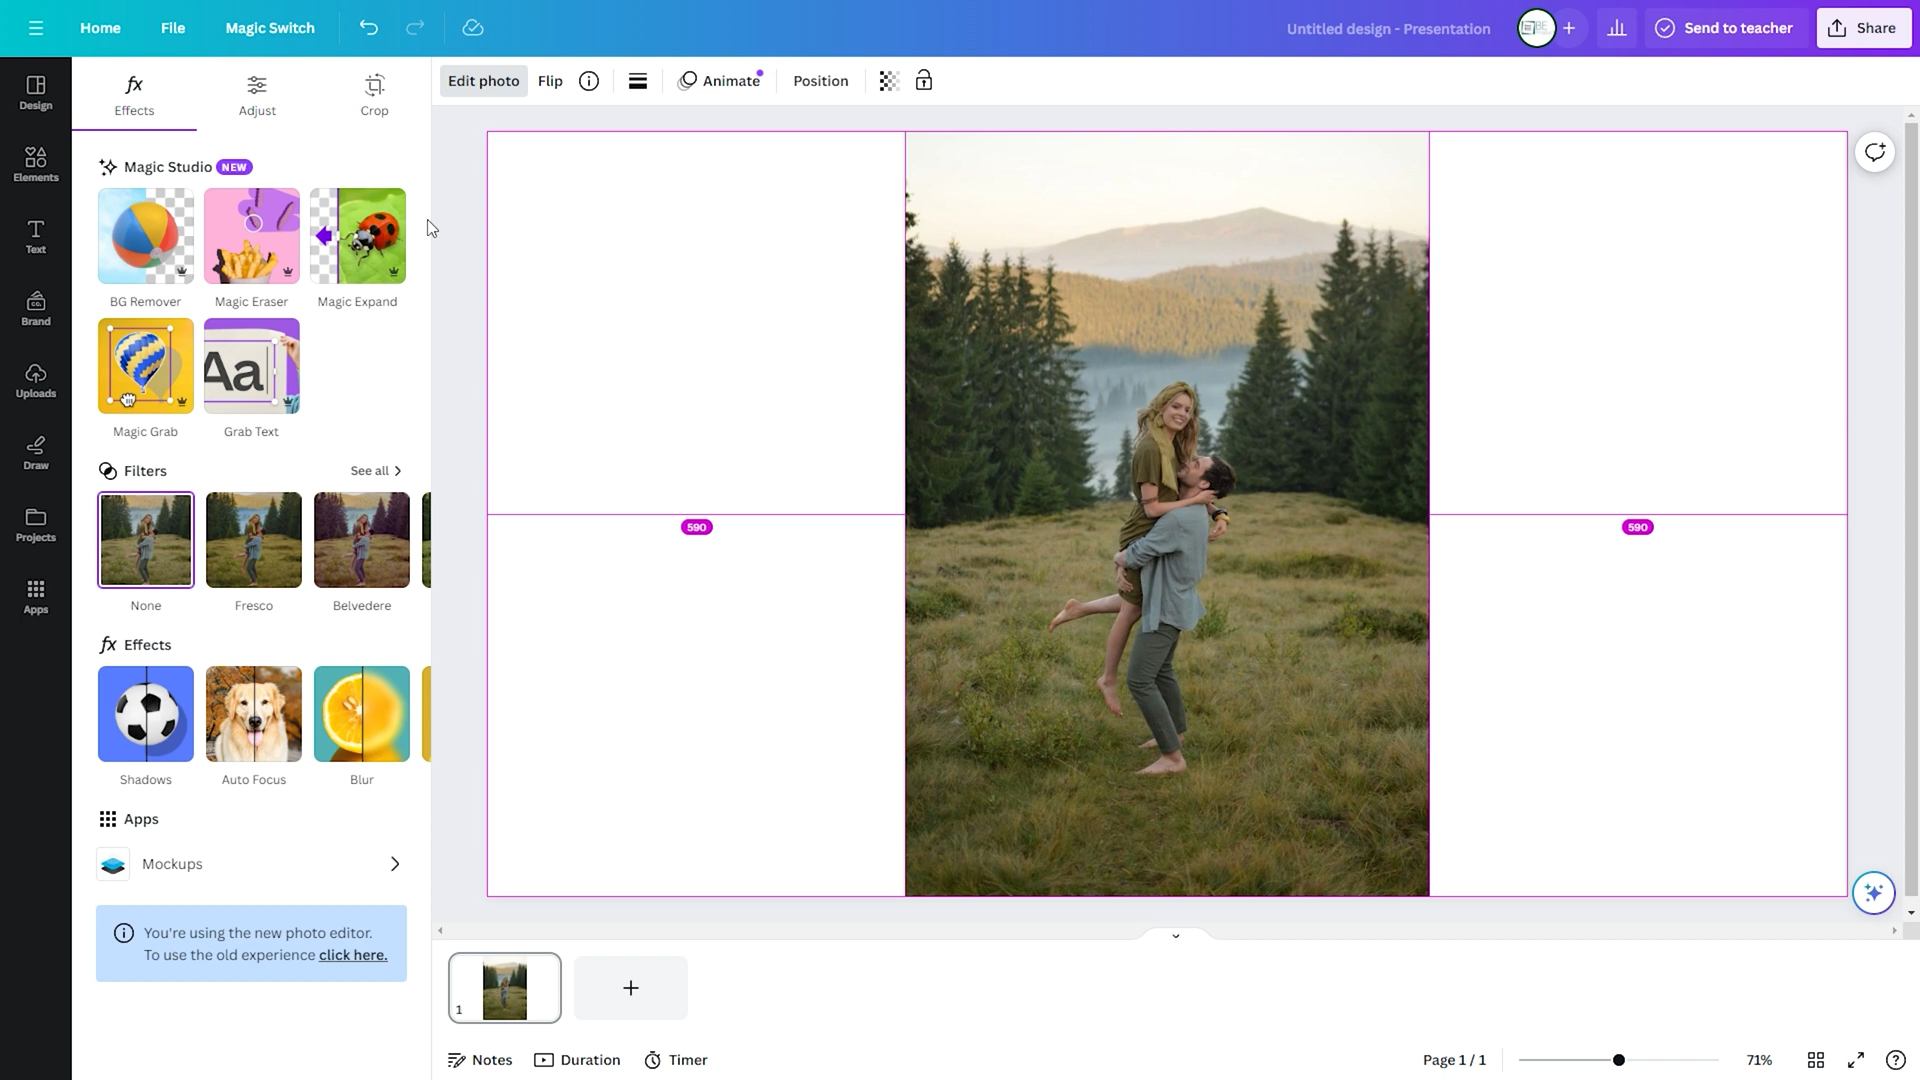 Home File Magic Switch Untitled design - Presentation Send to teacher Share
Design
Elements
Text
Brand
Uploads
Draw
Projects
Apps
Effects Adjust Crop
Magic Studio NEW
BG Remover Magic Eraser Magic Expand
Aa
Magic Grab Grab Text
Filters See all
None Fresco Belvedere
fx Effects
Shadows Auto Focus Blur
Apps
Mockups
You're using the new photo editor.
To use the old experience click here.
Edit photo Flip Animate Position
590 590
1
Notes Duration Timer Page 1 / 1 71%